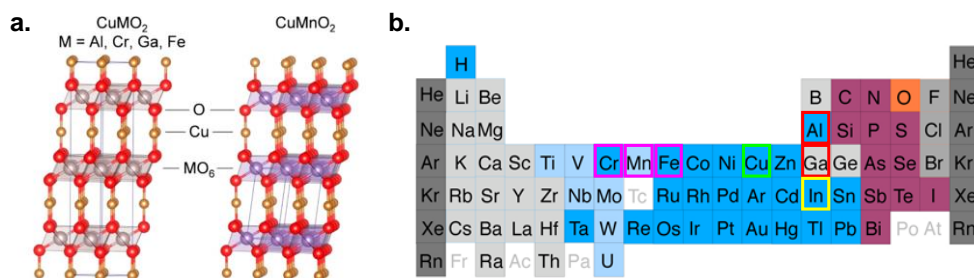 a.
CuMO₂
M = Al, Cr, Ga, Fe
CuMnO₂
O
Cu
MO₆
b.
H He
He Li Be B C N O F Ne
Ne Na Mg Al Si P S Cl Ar
Ar K Ca Sc Ti V Cr Mn Fe Co Ni Cu Zn Ga Ge As Se Br Kr
Kr Rb Sr Y Zr Nb Mo Tc Ru Rh Pd Ar Cd In Sn Sb Te I Xe
Xe Cs Ba La Hf Ta W Re Os Ir Pt Au Hg Tl Pb Bi Po At Rn
Rn Fr Ra Ac Th Pa U